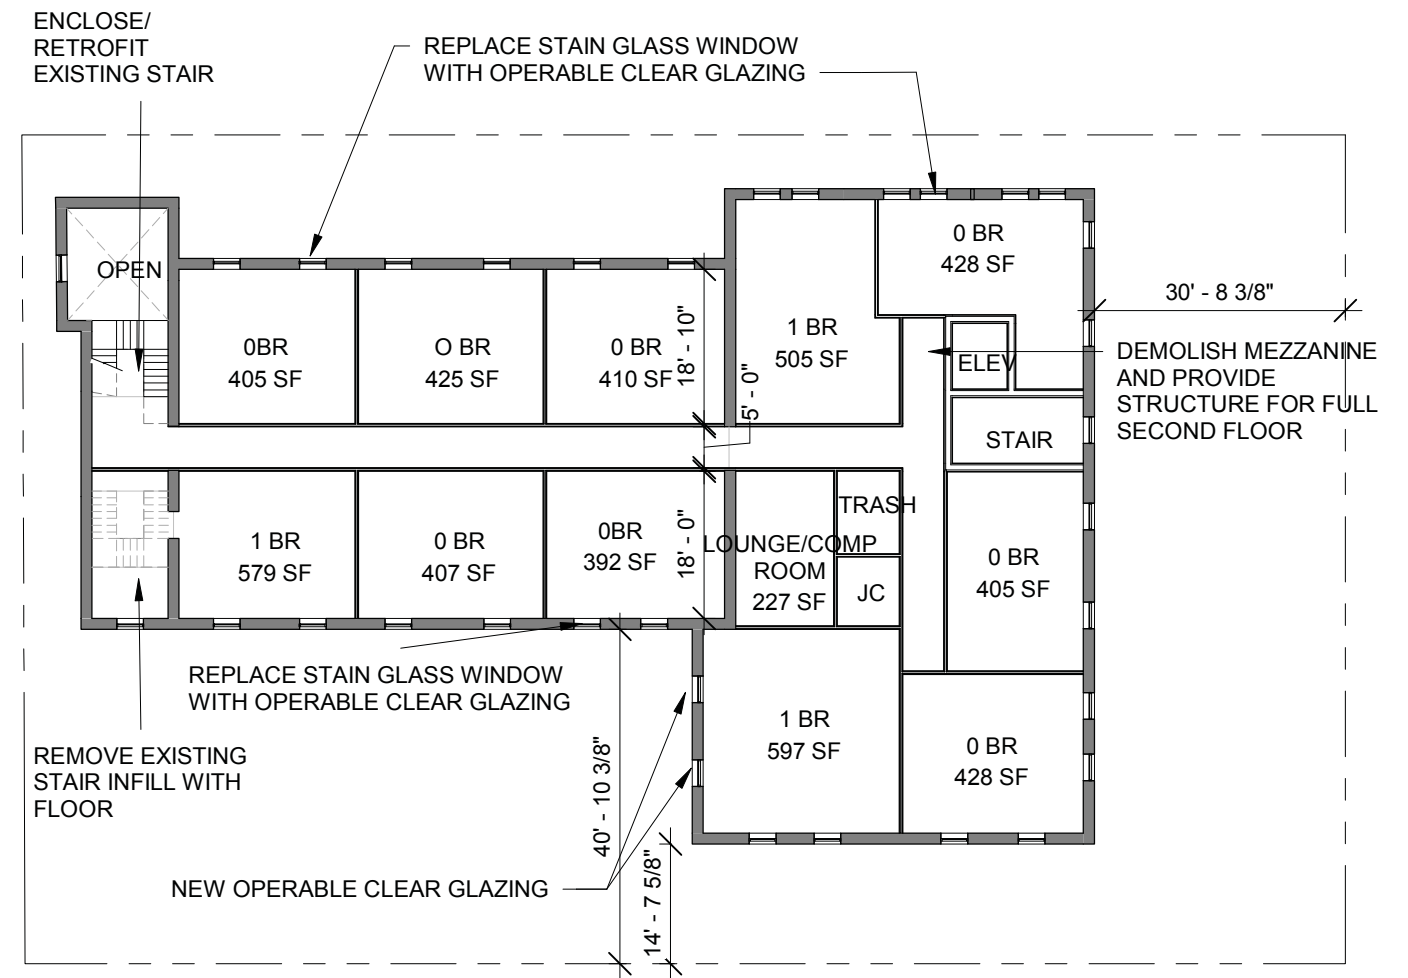 ENCLOSE/
RETROFIT
EXISTING STAIR
REPLACE STAIN GLASS WINDOW
WITH OPERABLE CLEAR GLAZING
OPEN
0BR
405 SF
O BR
425 SF
0 BR
410 SF
18' - 10"
5' - 0"
1 BR
505 SF
0 BR
428 SF
30' - 8 3/8"
ELEV
DEMOLISH MEZZANINE
AND PROVIDE
STRUCTURE FOR FULL
SECOND FLOOR
STAIR
1 BR
579 SF
0 BR
407 SF
0BR
392 SF
18' - 0"
LOUNGE/COMP
ROOM
227 SF
TRASH
JC
0 BR
405 SF
REPLACE STAIN GLASS WINDOW
WITH OPERABLE CLEAR GLAZING
REMOVE EXISTING
STAIR INFILL WITH
FLOOR
1 BR
597 SF
0 BR
428 SF
40' - 10 3/8"
NEW OPERABLE CLEAR GLAZING
14' - 7 5/8"